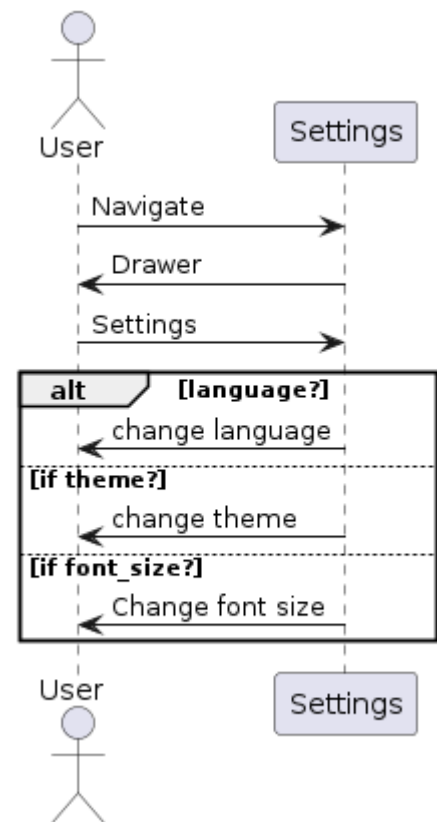 User
Settings
Navigate
Drawer
Settings
alt [language?]
change language
[if theme?]
change theme
[if font_size?]
Change font size
User
Settings